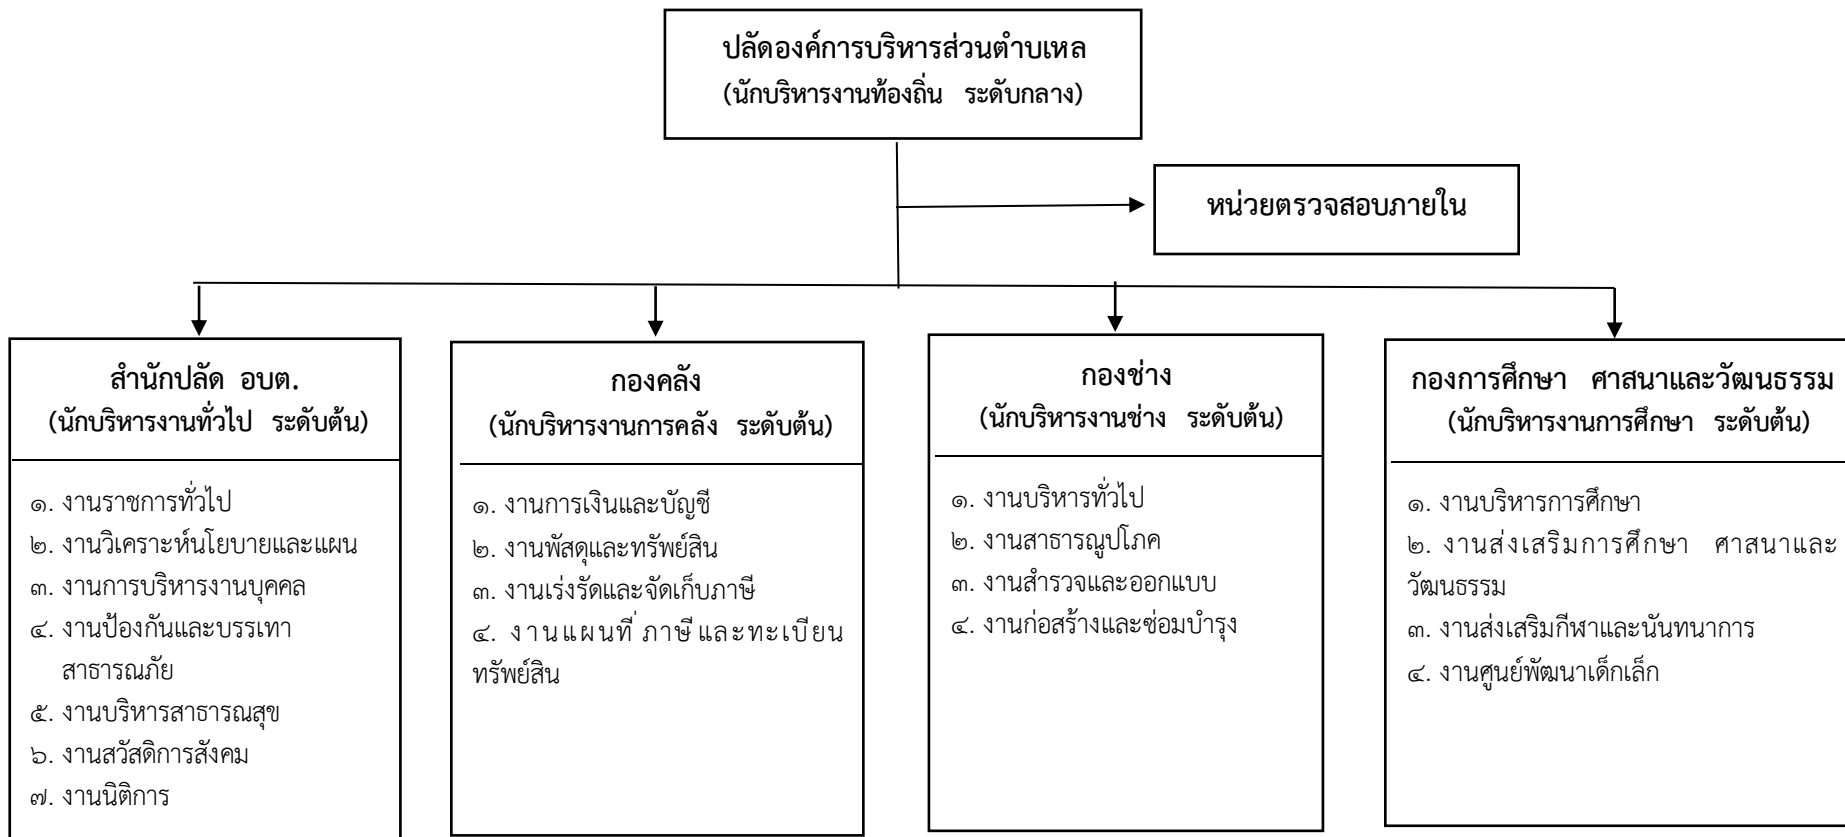 ปลัดองค์การบริหารส่วนตำบเหล
(นักบริหารงานท้องถิ่น ระดับกลาง)
หน่วยตรวจสอบภายใน
สำนักปลัด อบต.
(นักบริหารงานทั่วไป ระดับต้น)
๑. งานราชการทั่วไป
๒. งานวิเคราะห์นโยบายและแผน
๓. งานการบริหารงานบุคคล
๔. งานป้องกันและบรรเทา
สาธารณภัย
๕. งานบริหารสาธารณสุข
๖. งานสวัสดิการสังคม
๗. งานนิติการ
กองคลัง
(นักบริหารงานการคลัง ระดับต้น)
๑. งานการเงินและบัญชี
๒. งานพัสดุและทรัพย์สิน
๓. งานเร่งรัดและจัดเก็บภาษี
๔. งานแผนที่ภาษีและทะเบียน
ทรัพย์สิน
กองช่าง
(นักบริหารงานช่าง ระดับต้น)
๑. งานบริหารทั่วไป
๒. งานสาธารณูปโภค
๓. งานสำรวจและออกแบบ
๔. งานก่อสร้างและซ่อมบำรุง
กองการศึกษา ศาสนาและวัฒนธรรม
(นักบริหารงานการศึกษา ระดับต้น)
๑. งานบริหารการศึกษา
๒. งานส่งเสริมการศึกษา ศาสนาและ
วัฒนธรรม
๓. งานส่งเสริมกีฬาและนันทนาการ
๔. งานศูนย์พัฒนาเด็กเล็ก